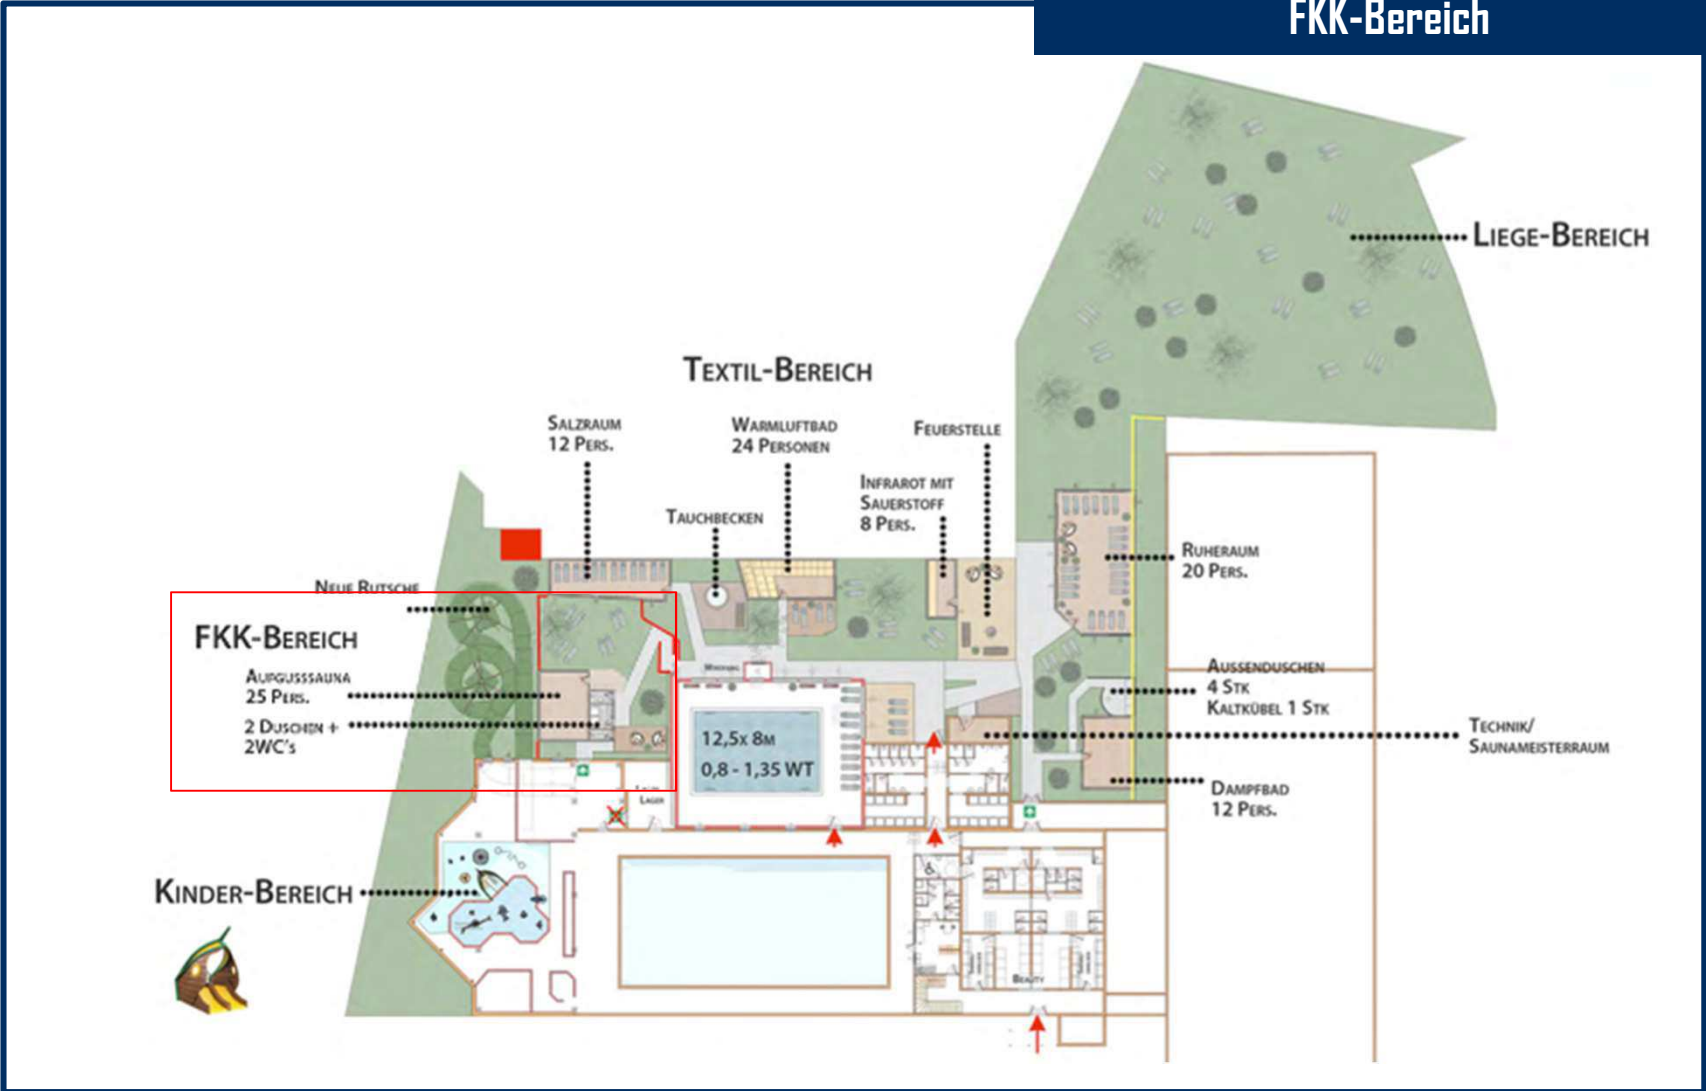 FKK-Bereich
LIEGE-BEREICH
TEXTIL-BEREICH
SALZRAUM
12 PERS.
WARMLUFTBAD
24 PERSONEN
FEUERSTELLE
INFRAROT MIT
SAUERSTOFF
8 PERS.
TAUCHBECKEN
RUHERAUM
20 PERS.
NEUE RUTSCHE
FKK-BEREICH
AUFGUSSSAUNA
25 PERS.
2 DUSCHEN +
2WC's
AUSSENDUSCHEN
4 STK
KALTKÜBEL 1 STK
TECHNIK/
SAUNAMEISTERRAUM
12,5x 8M
0,8 - 1,35 WT
DAMPFBAD
12 PERS.
LAGER
KINDER-BEREICH
BEAUTY